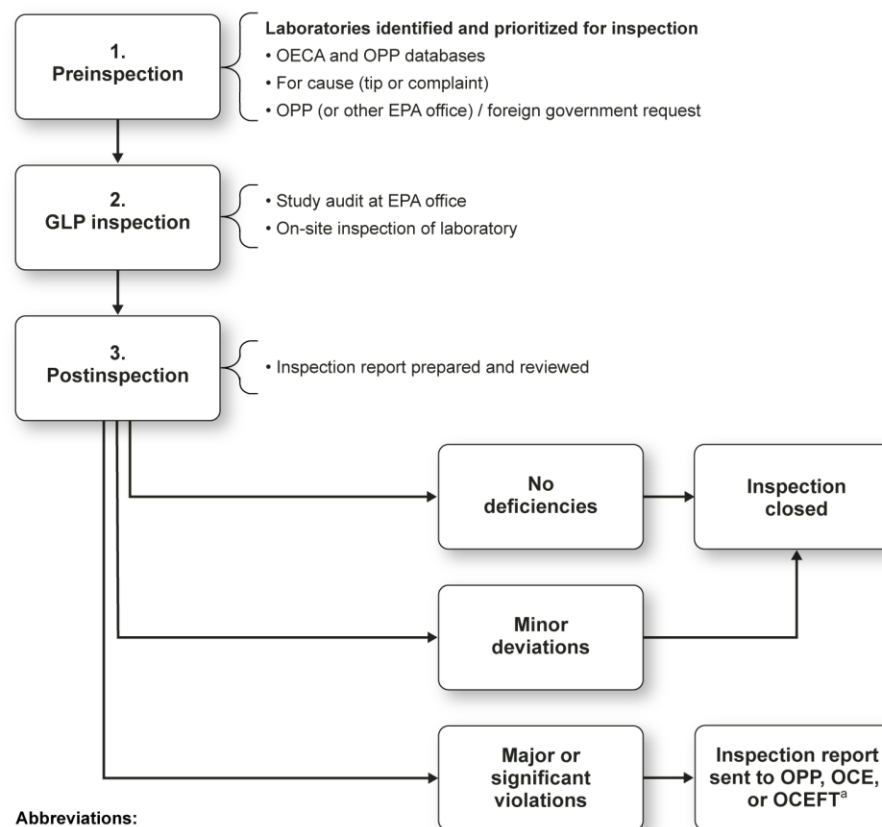 1.
Preinspection
Laboratories identified and prioritized for inspection
• OECA and OPP databases
• For cause (tip or complaint)
• OPP (or other EPA office) / foreign government request
2.
GLP inspection
• Study audit at EPA office
• On-site inspection of laboratory
3.
Postinspection
• Inspection report prepared and reviewed
No
deficiencies
Inspection
closed
Minor
deviations
Major or
significant
violations
Inspection report
sent to OPP, OCE,
or OCEFTᵃ
Abbreviations: